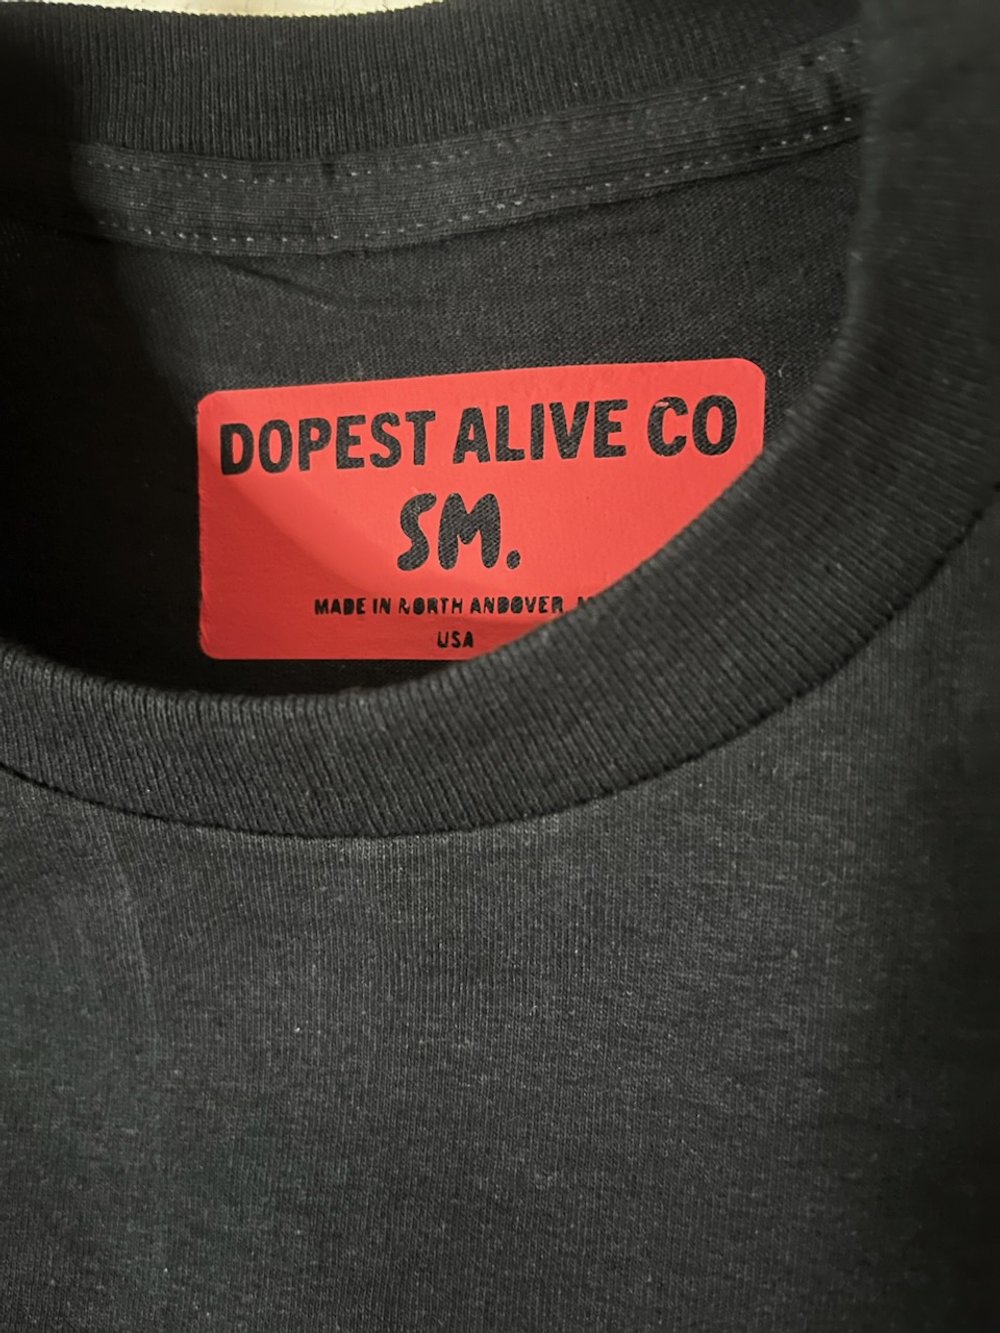 DOPEST ALIVE CO
SM.
MADE IN NORTH ANDOVER,
USA